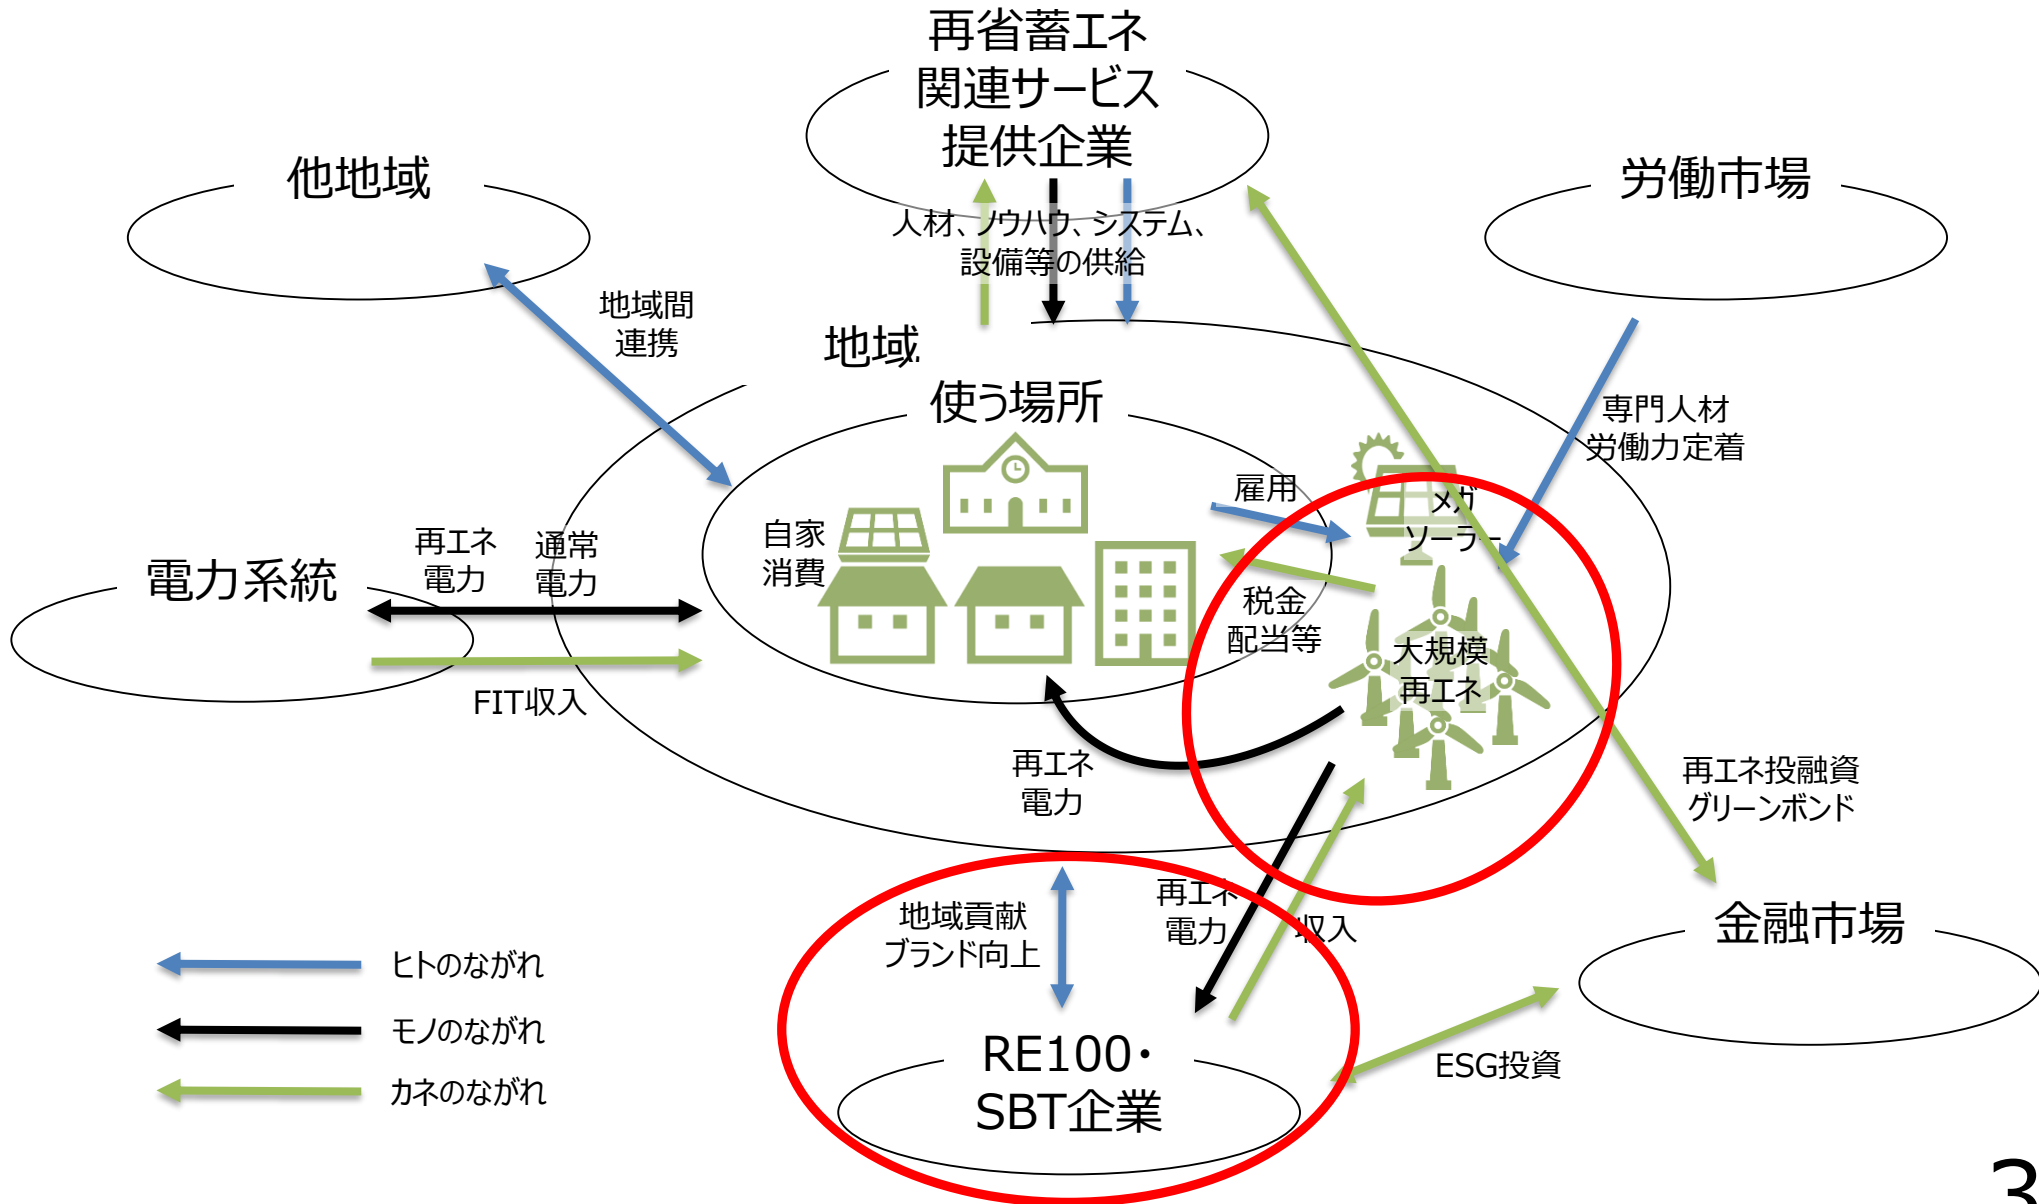 再省蓄エネ
関連サービス
提供企業
他地域
労働市場
人材、ノウハウ、システム、
設備等の供給
地域間
連携
地域
使う場所
専門人材
労働力定着
雇用
メガ
ソーラー
自家
消費
再エネ
電力
通常
電力
電力系統
税金
配当等
大規模
再エネ
FIT収入
再エネ
電力
再エネ投融資
グリーンボンド
再エネ
電力
収入
地域貢献
ブランド向上
金融市場
ヒトのながれ
モノのながれ
カネのながれ
RE100・
SBT企業
ESG投資
3